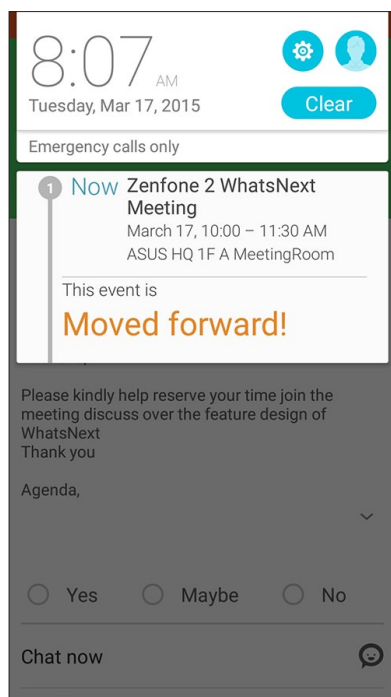 8:07 AM
Tuesday, Mar 17, 2015
Clear
Emergency calls only
1 Now Zenfone 2 WhatsNext
Meeting
March 17, 10:00 – 11:30 AM
ASUS HQ 1F A MeetingRoom
This event is
Moved forward!
Please kindly help reserve your time join the
meeting discuss over the feature design of
WhatsNext
Thank you
Agenda,
Yes Maybe No
Chat now